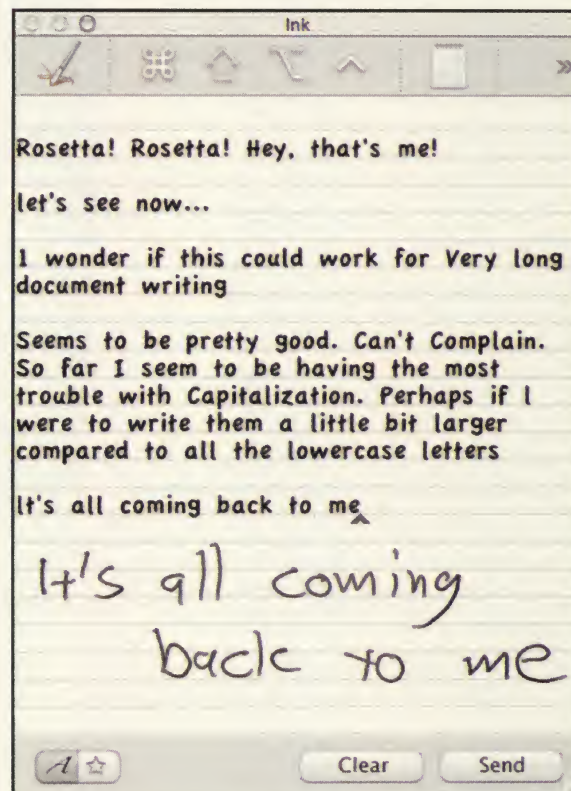 Ink
⌘ ⇧ ⌥ ^ »
Rosetta! Rosetta! Hey, that's me!
let's see now...
1 wonder if this could work for Very long
document writing
Seems to be pretty good. Can't Complain.
So far I seem to be having the most
trouble with Capitalization. Perhaps if l
were to write them a little bit larger
compared to all the lowercase letters
lt's all coming back to me
It's all coming
back to me
A ☆
Clear Send